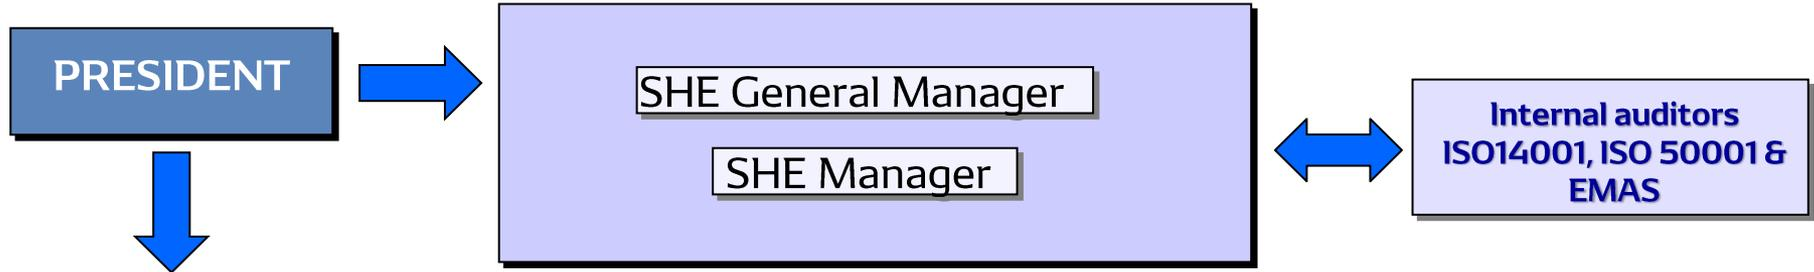 PRESIDENT
SHE General Manager
SHE Manager
Internal auditors
ISO14001, ISO 50001 &
EMAS